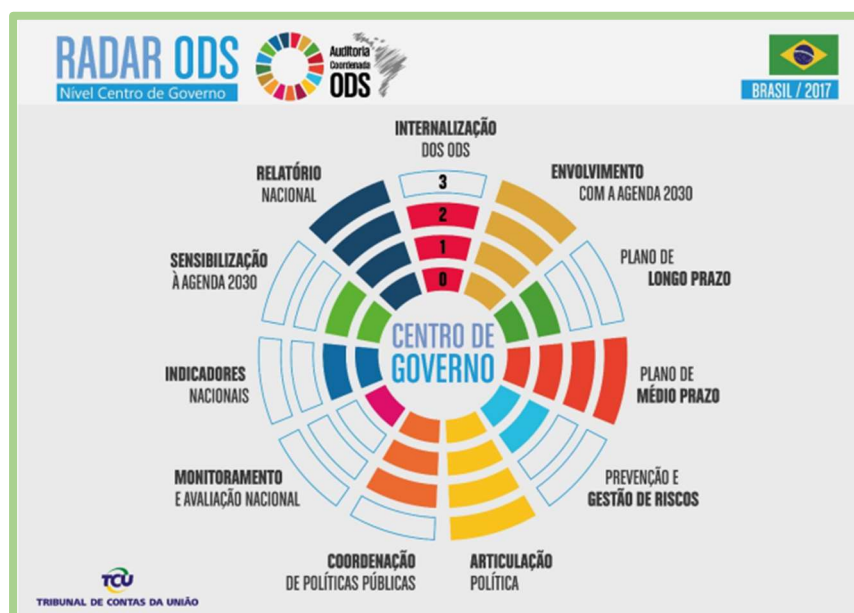 RADAR ODS
Nível Centro de Governo
Auditoria
Coordenada
ODS
BRASIL / 2017
INTERNALIZAÇÃO
DOS ODS
ENVOLVIMENTO
COM A AGENDA 2030
PLANO DE
LONGO PRAZO
PLANO DE
MÉDIO PRAZO
PREVENÇÃO E
GESTÃO DE RISCOS
ARTICULAÇÃO
POLÍTICA
COORDENAÇÃO
DE POLÍTICAS PÚBLICAS
MONITORAMENTO
E AVALIAÇÃO NACIONAL
INDICADORES
NACIONAIS
SENSIBILIZAÇÃO
À AGENDA 2030
RELATÓRIO
NACIONAL
3
2
1
0
CENTRO DE
GOVERNO
TCU
TRIBUNAL DE CONTAS DA UNIÃO